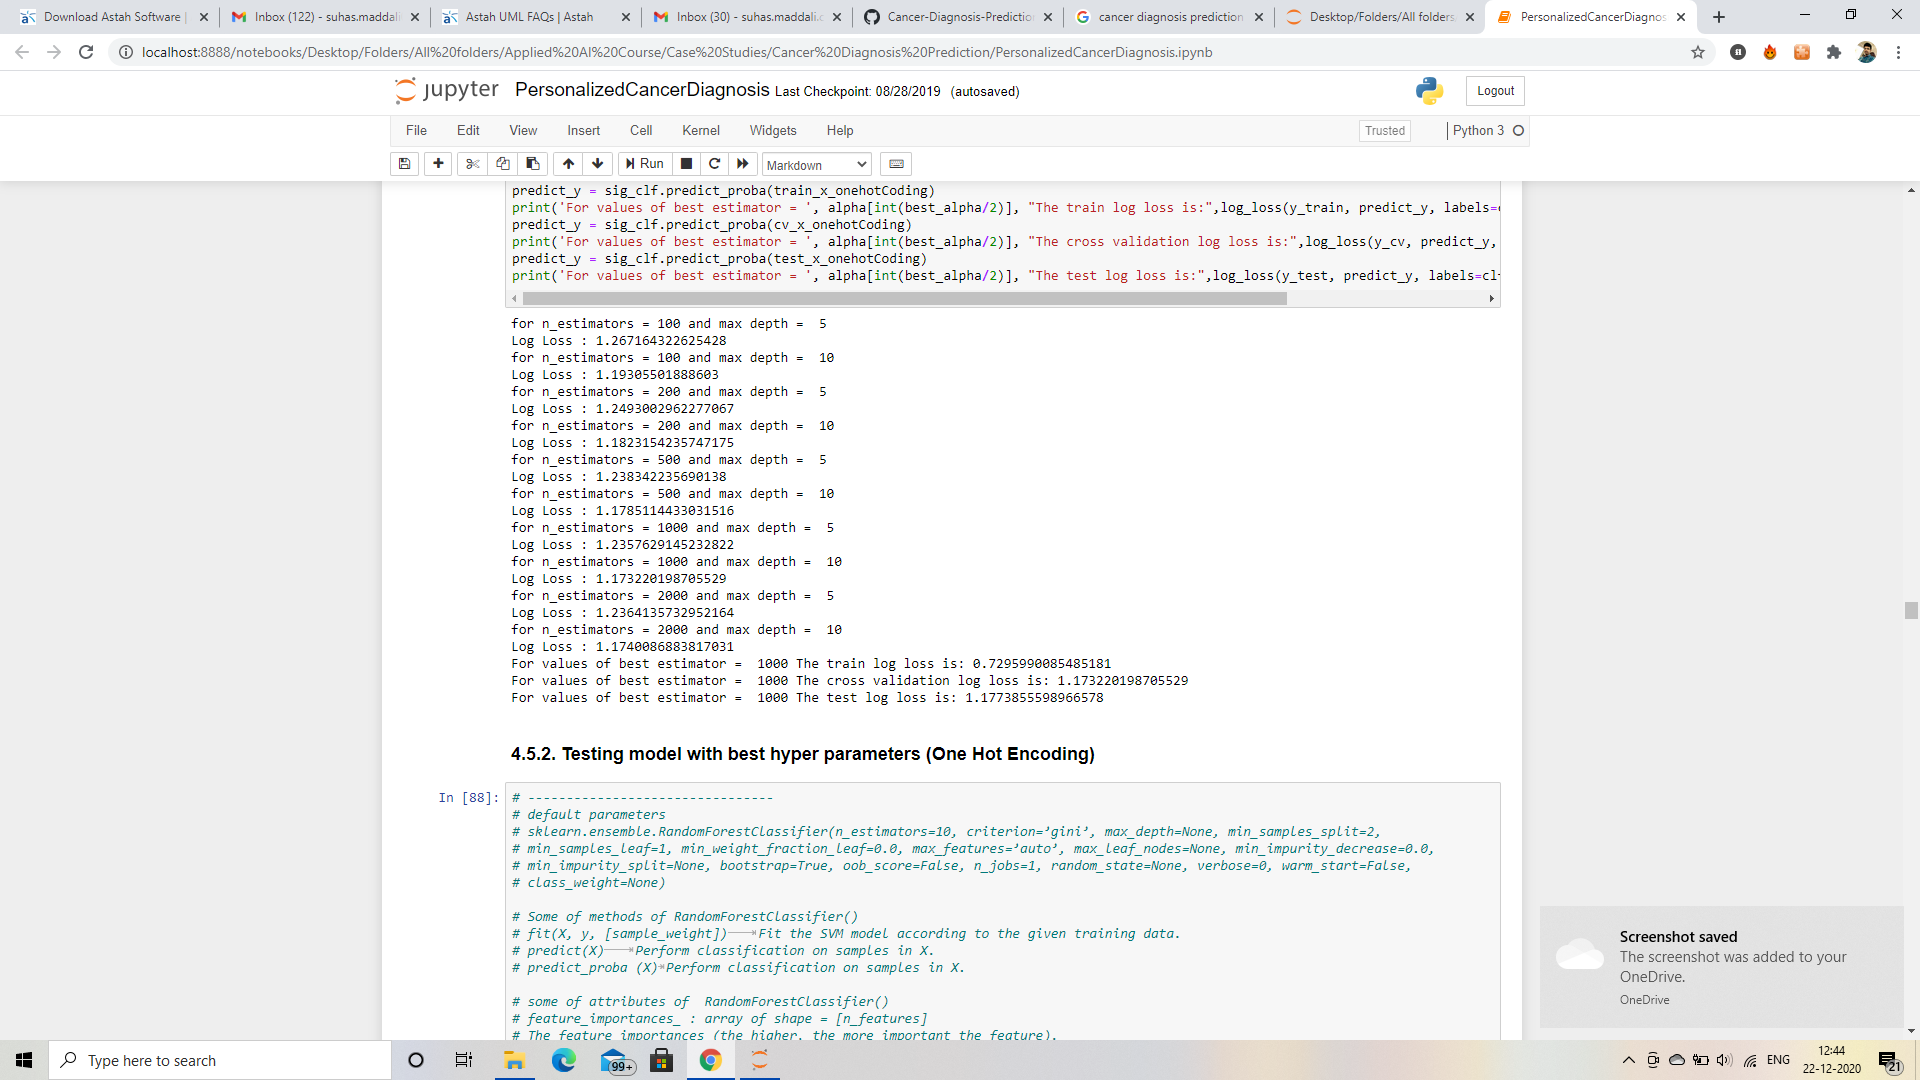 Download Astah Software
Inbox (122) - suhas.maddali
Astah UML FAQs | Astah
Inbox (30) - suhas.maddali.c
Cancer-Diagnosis-Predictio
cancer diagnosis prediction
Desktop/Folders/All folders
PersonalizedCancerDiagnos
localhost:8888/notebooks/Desktop/Folders/All%20folders/Applied%20AI%20Course/Case%20Studies/Cancer%20Diagnosis%20Prediction/PersonalizedCancerDiagnosis.ipynb
jupyter PersonalizedCancerDiagnosis Last Checkpoint: 08/28/2019 (autosaved)
Logout
File Edit View Insert Cell Kernel Widgets Help
Trusted
Python 3
Run
Markdown
predict_y = sig_clf.predict_proba(train_x_onehotCoding)
print('For values of best estimator = ', alpha[int(best_alpha/2)], "The train log loss is:",log_loss(y_train, predict_y, labels=
predict_y = sig_clf.predict_proba(cv_x_onehotCoding)
print('For values of best estimator = ', alpha[int(best_alpha/2)], "The cross validation log loss is:",log_loss(y_cv, predict_y,
predict_y = sig_clf.predict_proba(test_x_onehotCoding)
print('For values of best estimator = ', alpha[int(best_alpha/2)], "The test log loss is:",log_loss(y_test, predict_y, labels=cl
for n_estimators = 100 and max depth =  5
Log Loss : 1.267164322625428
for n_estimators = 100 and max depth =  10
Log Loss : 1.19305501888603
for n_estimators = 200 and max depth =  5
Log Loss : 1.2493002962277067
for n_estimators = 200 and max depth =  10
Log Loss : 1.1823154235747175
for n_estimators = 500 and max depth =  5
Log Loss : 1.238342235690138
for n_estimators = 500 and max depth =  10
Log Loss : 1.1785114433031516
for n_estimators = 1000 and max depth =  5
Log Loss : 1.2357629145232822
for n_estimators = 1000 and max depth =  10
Log Loss : 1.173220198705529
for n_estimators = 2000 and max depth =  5
Log Loss : 1.2364135732952164
for n_estimators = 2000 and max depth =  10
Log Loss : 1.1740086883817031
For values of best estimator =  1000 The train log loss is: 0.7295990085485181
For values of best estimator =  1000 The cross validation log loss is: 1.173220198705529
For values of best estimator =  1000 The test log loss is: 1.1773855598966578
4.5.2. Testing model with best hyper parameters (One Hot Encoding)
In [88]:
# --------------------------------
# default parameters
# sklearn.ensemble.RandomForestClassifier(n_estimators=10, criterion=’gini’, max_depth=None, min_samples_split=2,
# min_samples_leaf=1, min_weight_fraction_leaf=0.0, max_features=’auto’, max_leaf_nodes=None, min_impurity_decrease=0.0,
# min_impurity_split=None, bootstrap=True, oob_score=False, n_jobs=1, random_state=None, verbose=0, warm_start=False,
# class_weight=None)
# Some of methods of RandomForestClassifier()
# fit(X, y, [sample_weight]) Fit the SVM model according to the given training data.
# predict(X) Perform classification on samples in X.
# predict_proba (X) Perform classification on samples in X.
# some of attributes of  RandomForestClassifier()
# feature_importances_ : array of shape = [n_features]
# The feature importances (the higher, the more important the feature).
Screenshot saved
The screenshot was added to your
OneDrive.
OneDrive
Type here to search
99+
ENG
12:44
22-12-2020
21